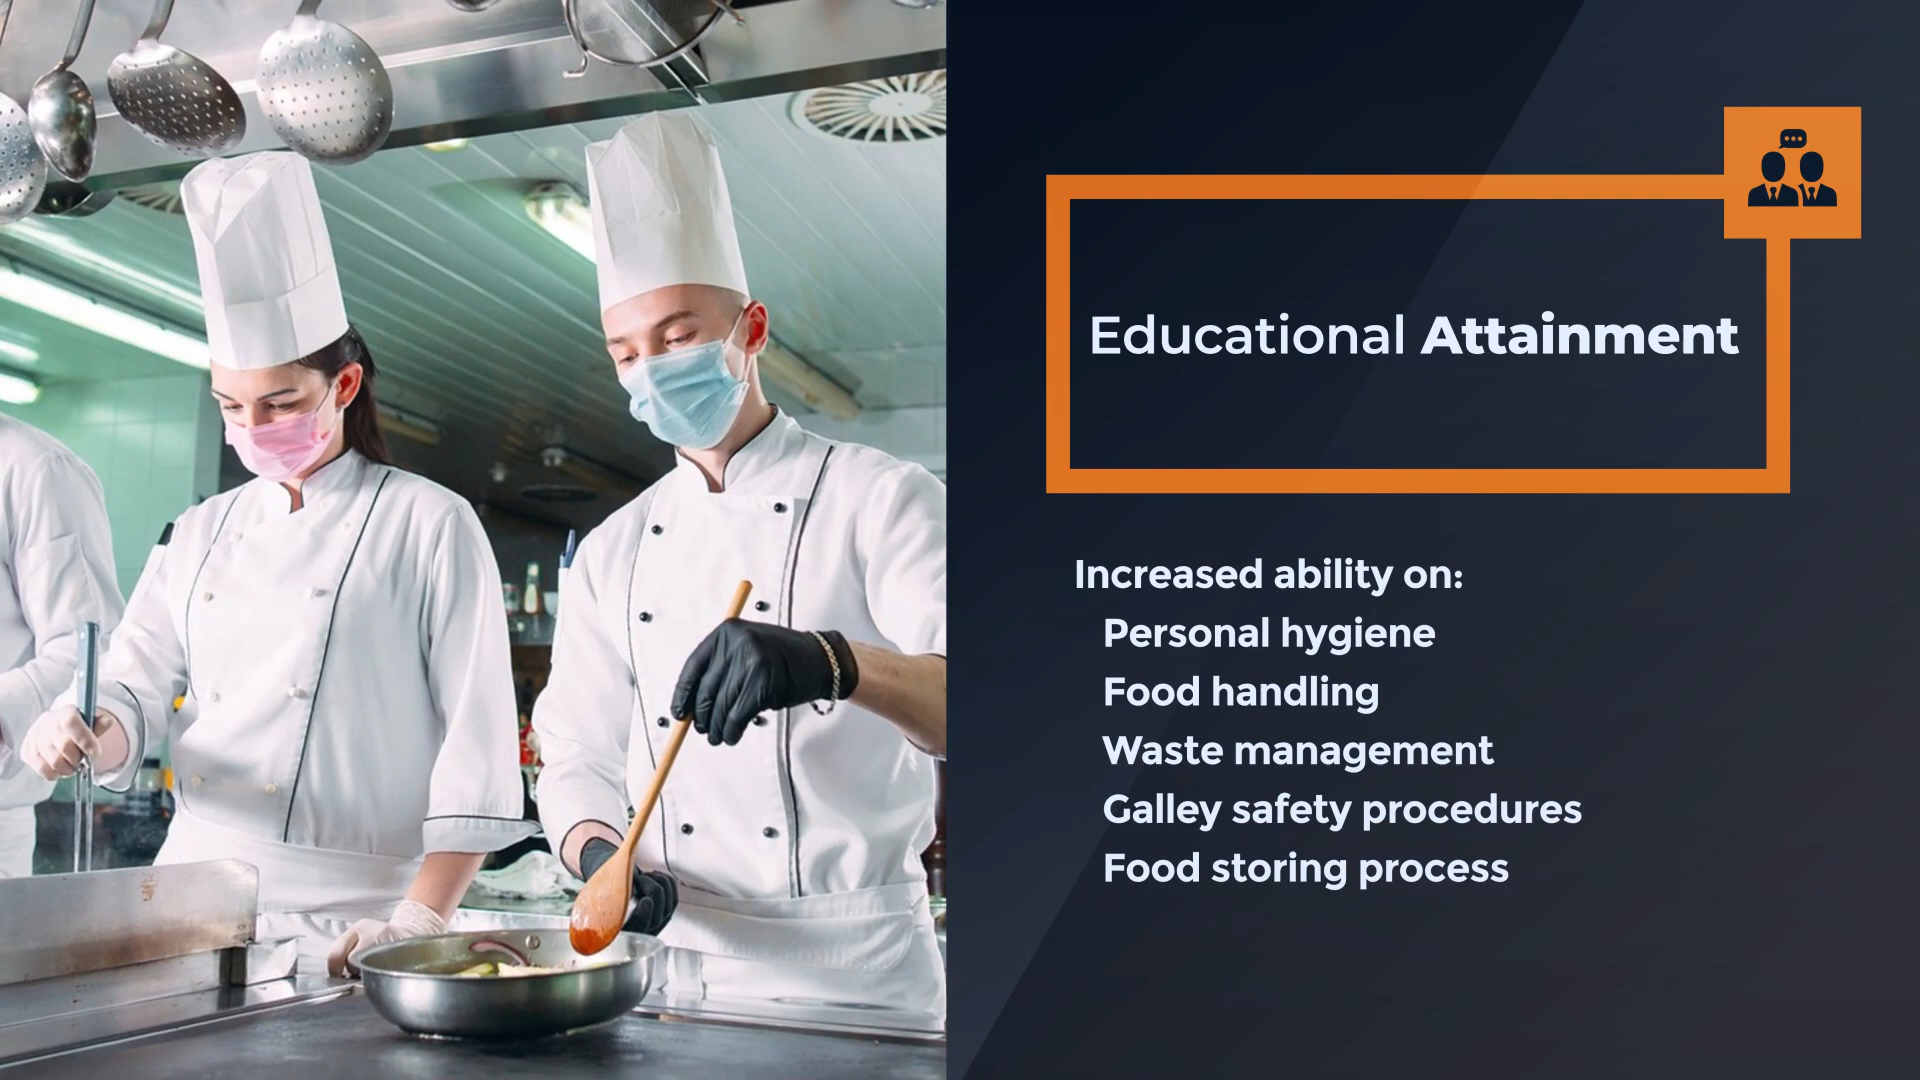 Educational Attainment
Increased ability on:
Personal hygiene
Food handling
Waste management
Galley safety procedures
Food storing process